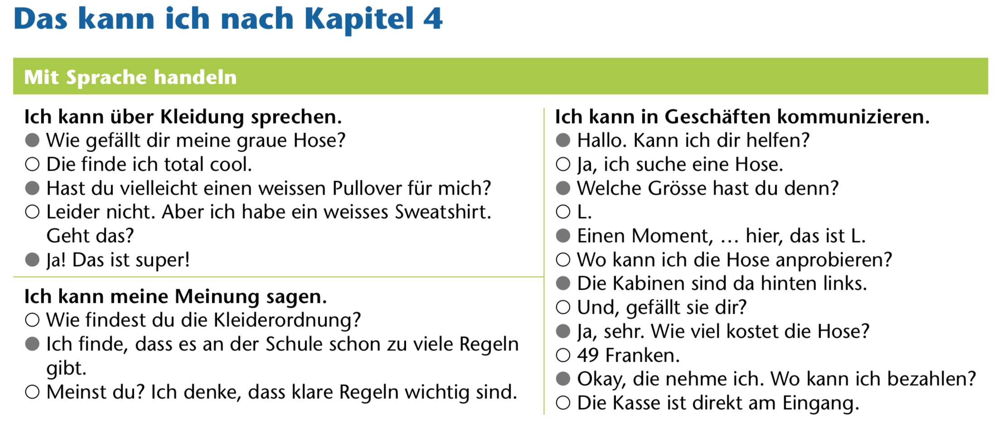 Das kann ich nach Kapitel 4
Mit Sprache handeln
Ich kann über Kleidung sprechen.
Wie gefällt dir meine graue Hose?
Die finde ich total cool.
Hast du vielleicht einen weissen Pullover für mich?
Leider nicht. Aber ich habe ein weisses Sweatshirt.
Geht das?
Ja! Das ist super!
Ich kann meine Meinung sagen.
Wie findest du die Kleiderordnung?
Ich finde, dass es an der Schule schon zu viele Regeln
gibt.
Meinst du? Ich denke, dass klare Regeln wichtig sind.
Ich kann in Geschäften kommunizieren.
Hallo. Kann ich dir helfen?
Ja, ich suche eine Hose.
Welche Grösse hast du denn?
L.
Einen Moment, … hier, das ist L.
Wo kann ich die Hose anprobieren?
Die Kabinen sind da hinten links.
Und, gefällt sie dir?
Ja, sehr. Wie viel kostet die Hose?
49 Franken.
Okay, die nehme ich. Wo kann ich bezahlen?
Die Kasse ist direkt am Eingang.